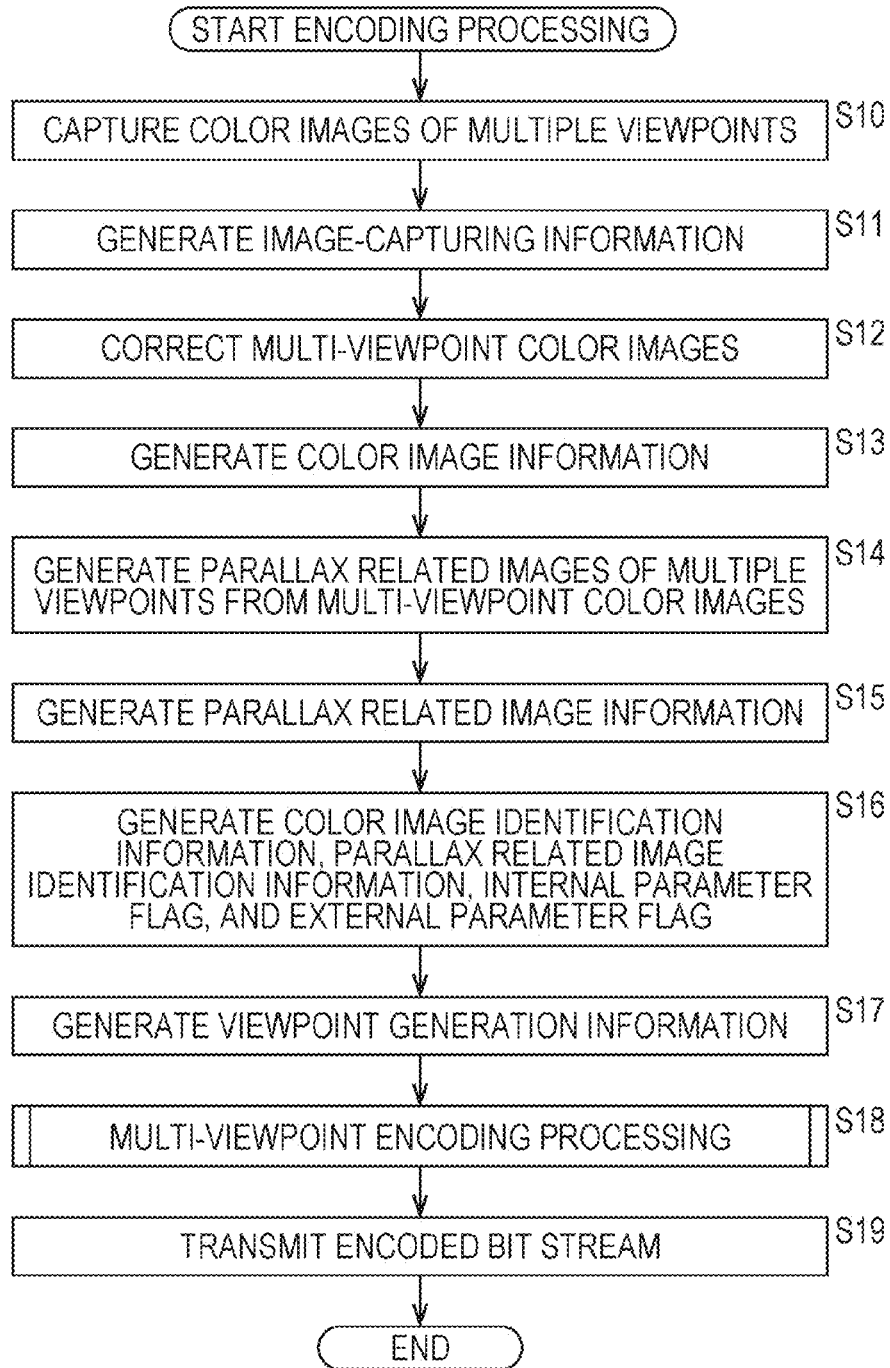 START ENCODING PROCESSING
S10
CAPTURE COLOR IMAGES OF MULTIPLE VIEWPOINTS
S11
GENERATE IMAGE-CAPTURING INFORMATION
S12
CORRECT MULTI-VIEWPOINT COLOR IMAGES
S13
GENERATE COLOR IMAGE INFORMATION
S14
GENERATE PARALLAX RELATED IMAGES OF MULTIPLE
VIEWPOINTS FROM MULTI-VIEWPOINT COLOR IMAGES
S15
GENERATE PARALLAX RELATED IMAGE INFORMATION
S16
GENERATE COLOR IMAGE IDENTIFICATION
INFORMATION, PARALLAX RELATED IMAGE
IDENTIFICATION INFORMATION, INTERNAL PARAMETER
FLAG, AND EXTERNAL PARAMETER FLAG
S17
GENERATE VIEWPOINT GENERATION INFORMATION
S18
MULTI-VIEWPOINT ENCODING PROCESSING
S19
TRANSMIT ENCODED BIT STREAM
END